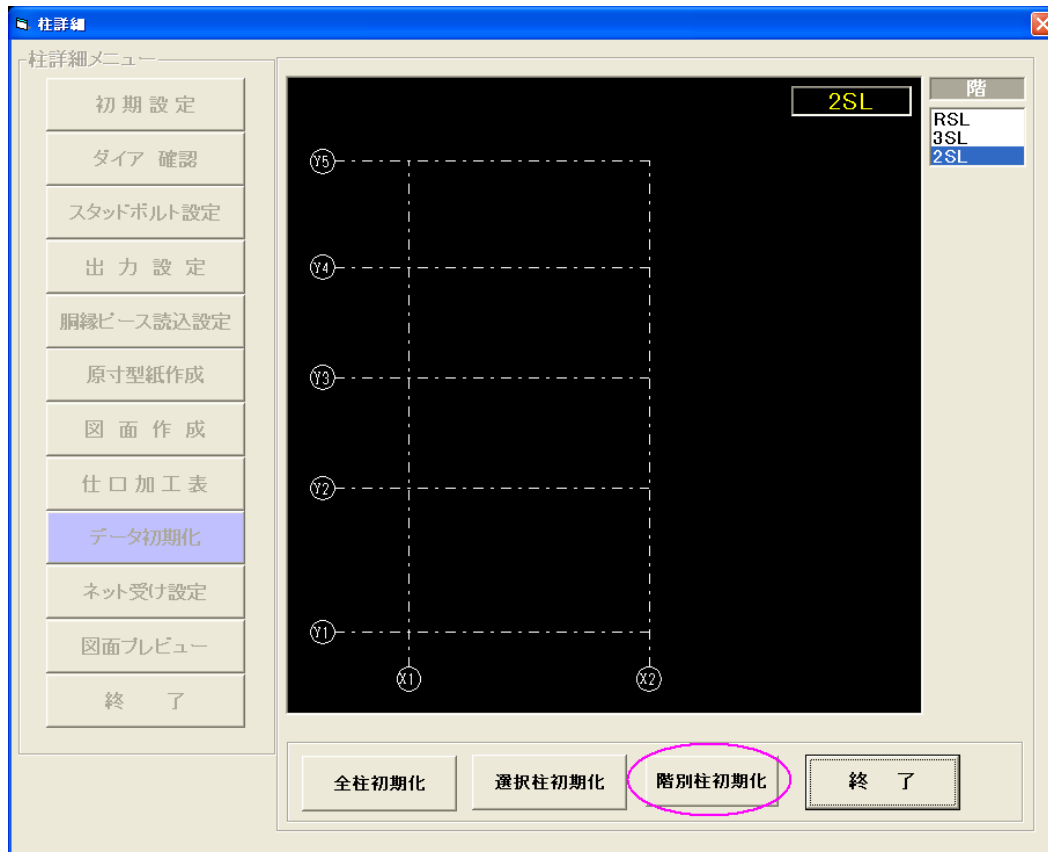 柱詳細
柱詳細メニュー
初 期 設 定
ダイア 確認
スタッドボルト設定
出 力 設 定
胴縁ピース読込設定
原寸型紙作成
図 面 作 成
仕 口 加 工 表
データ初期化
ネット受け設定
図面プレビュー
終 了
2SL
Y5
Y4
Y3
Y2
Y1
X1 X2
階
RSL
3SL
2SL
全柱初期化 選択柱初期化 階別柱初期化 終 了